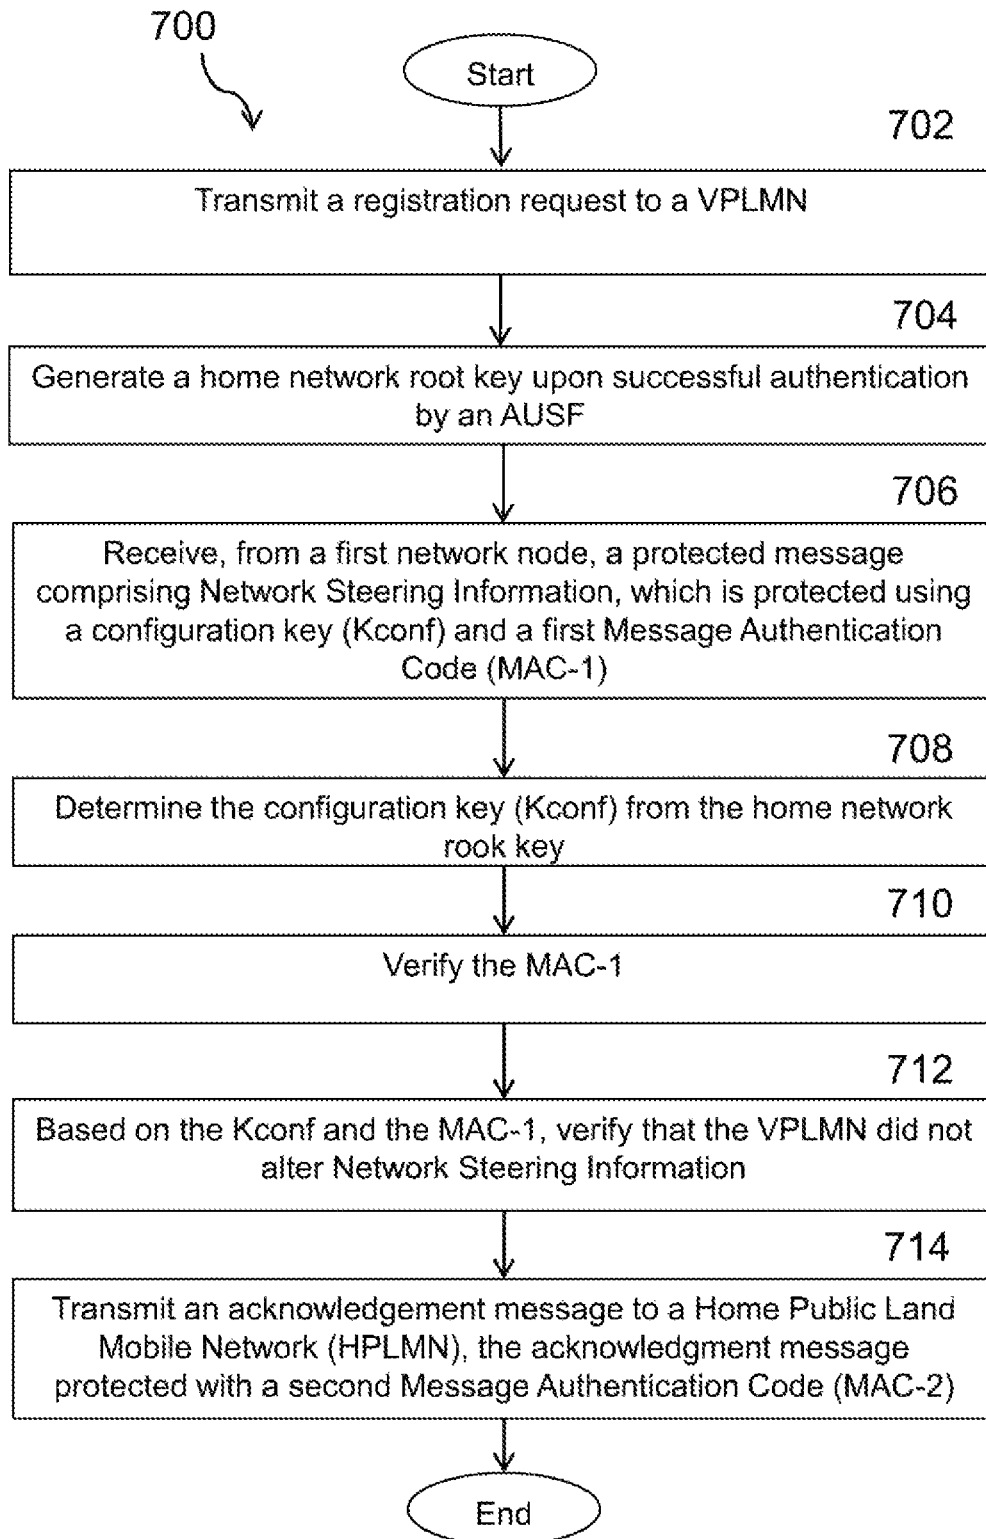 700
Start
702
Transmit a registration request to a VPLMN
704
Generate a home network root key upon successful authentication
by an AUSF
706
Receive, from a first network node, a protected message
comprising Network Steering Information, which is protected using
a configuration key (Kconf) and a first Message Authentication
Code (MAC-1)
708
Determine the configuration key (Kconf) from the home network
rook key
710
Verify the MAC-1
712
Based on the Kconf and the MAC-1, verify that the VPLMN did not
alter Network Steering Information
714
Transmit an acknowledgement message to a Home Public Land
Mobile Network (HPLMN), the acknowledgment message
protected with a second Message Authentication Code (MAC-2)
End